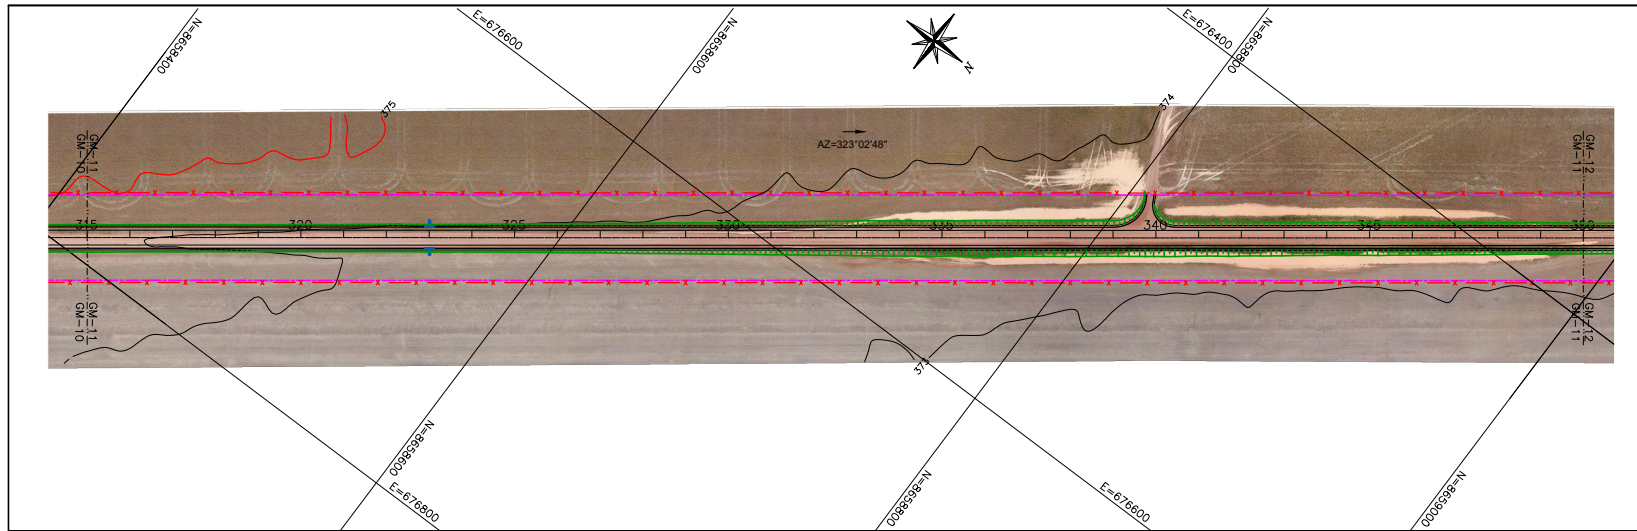 N=8658400
E=676600
N=8658600
E=676400
N=8658800
N
375
374
AZ=323°02'48"
GM-11
GM-10
GM-12
GM-11
315
320
325
330
335
340
345
350
GM-11
GM-10
GM-12
GM-11
373
N=8658600
E=676800
N=8658800
E=676600
N=8659000